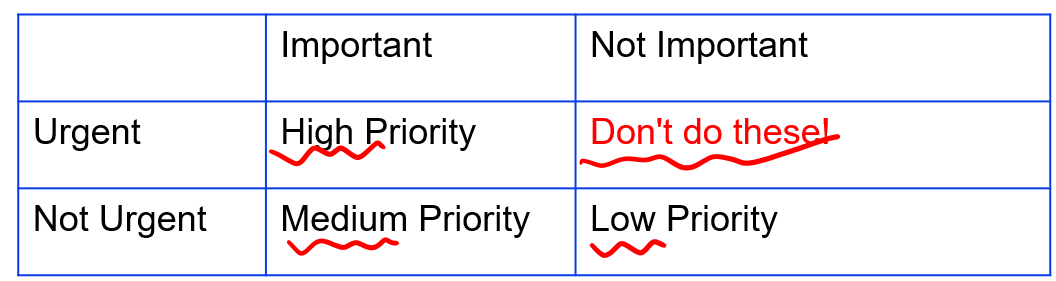 Important Not Important
Urgent High Priority Don't do these!
Not Urgent Medium Priority Low Priority